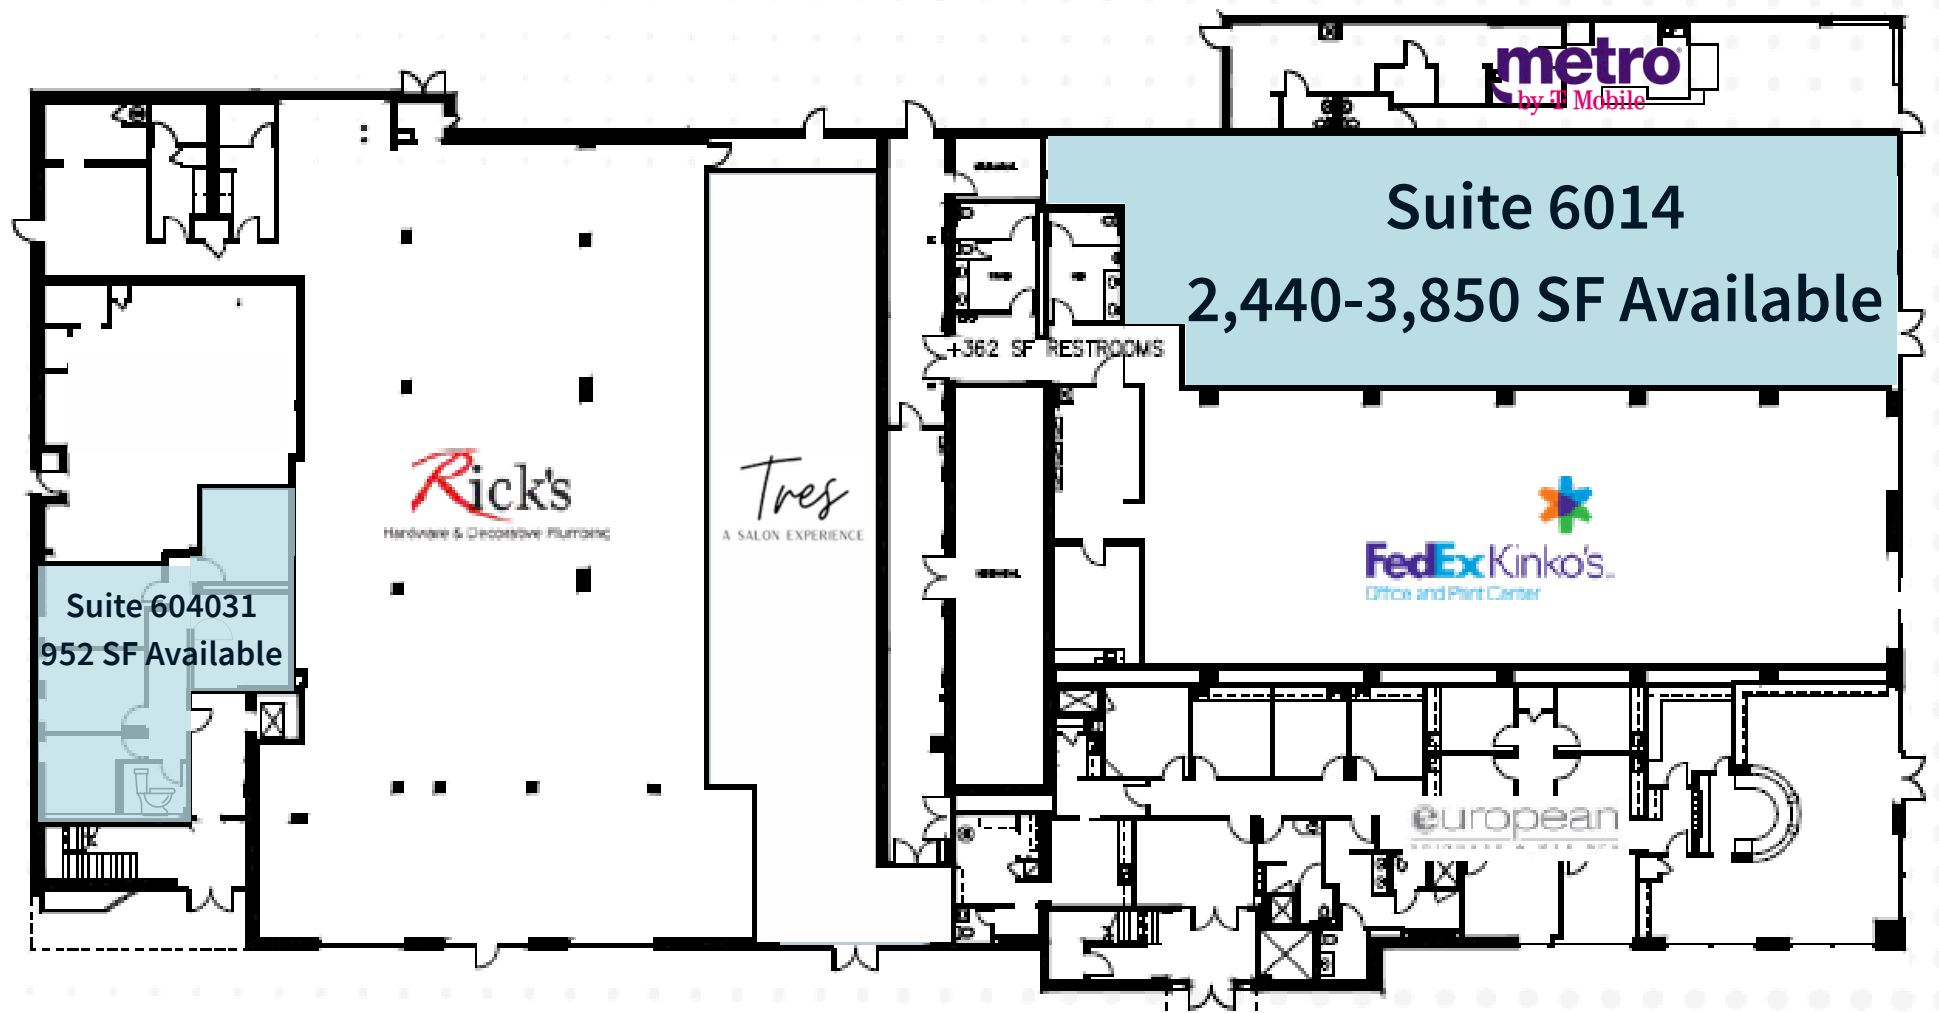 metro
by T Mobile
Suite 6014
2,440-3,850 SF Available
+362 SF RESTROOMS
Rick's
Hardware & Decorative Plumbing
Tres
A SALON EXPERIENCE
FedEx Kinko's
Office and Print Center
Suite 604031
952 SF Available
european